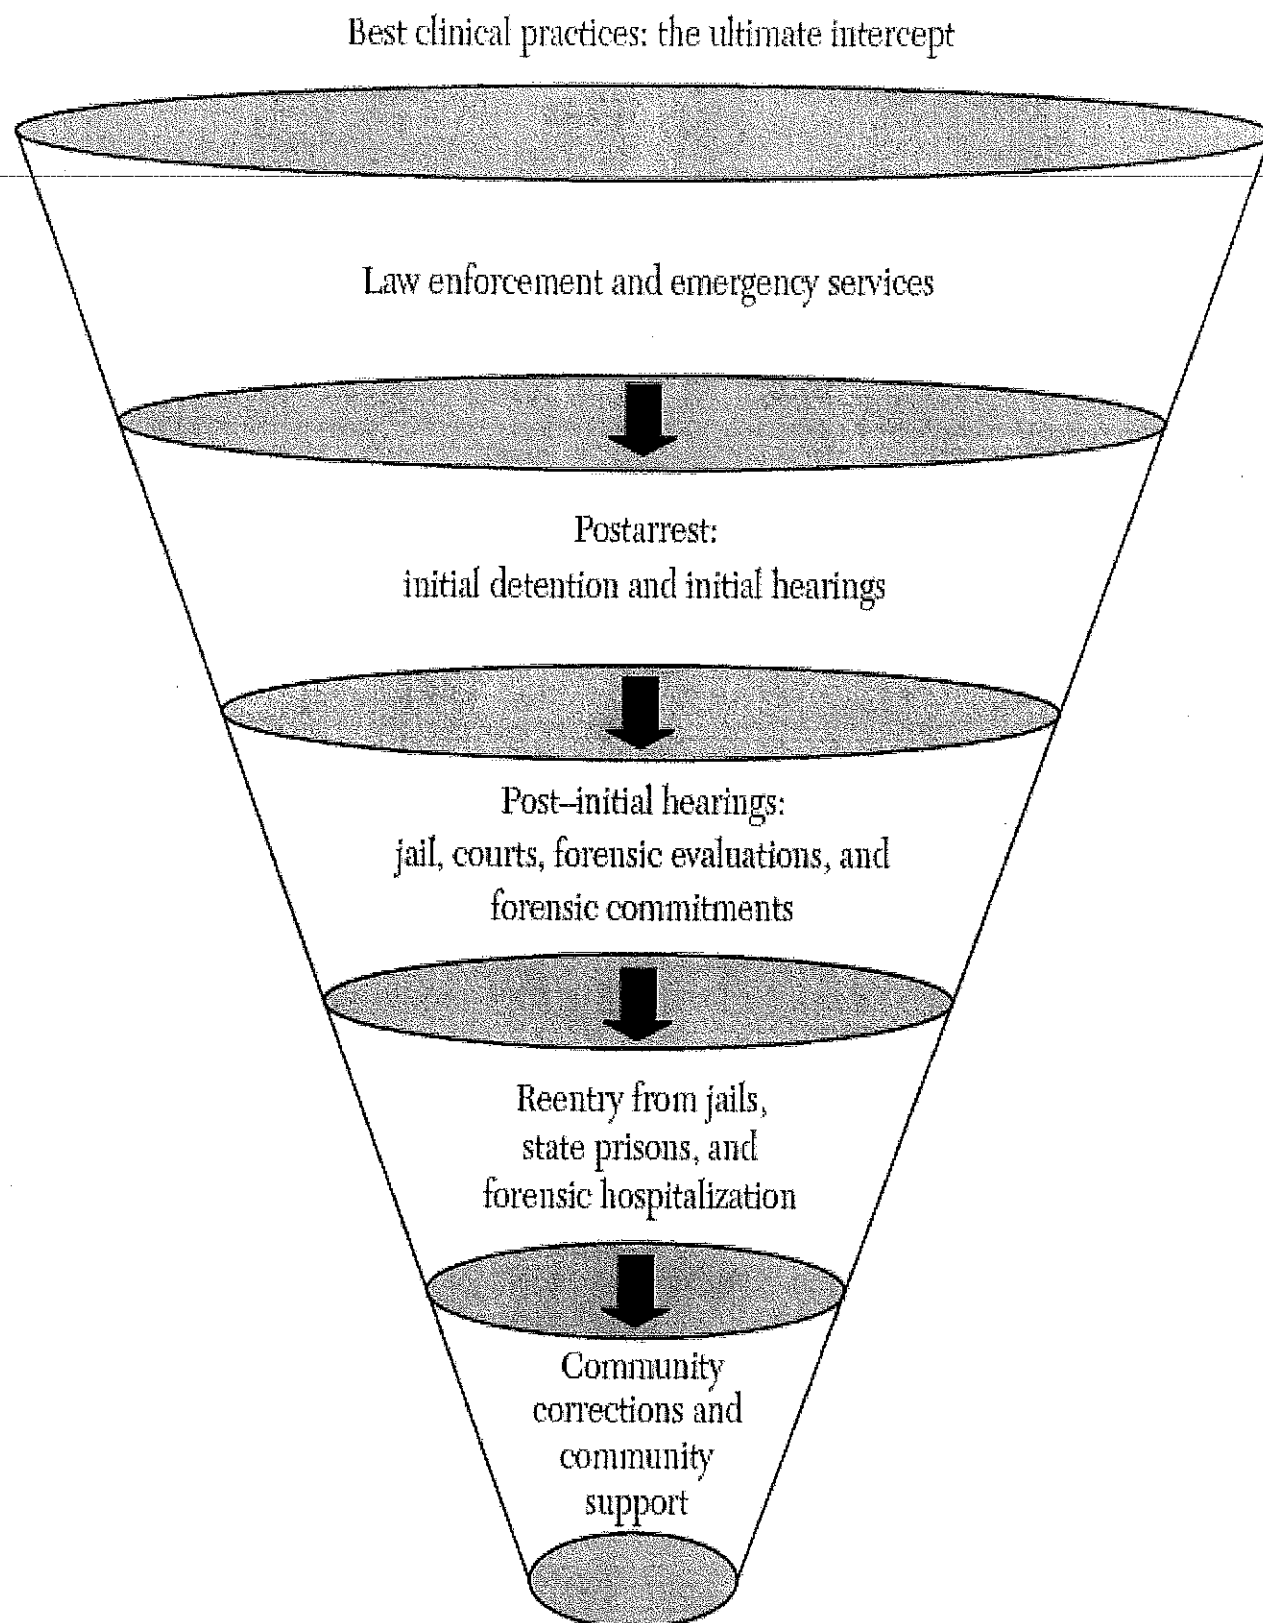 Best clinical practices: the ultimate intercept
Law enforcement and emergency services
Postarrest:
initial detention and initial hearings
Post–initial hearings:
jail, courts, forensic evaluations, and
forensic commitments
Reentry from jails,
state prisons, and
forensic hospitalization
Community
corrections and
community
support